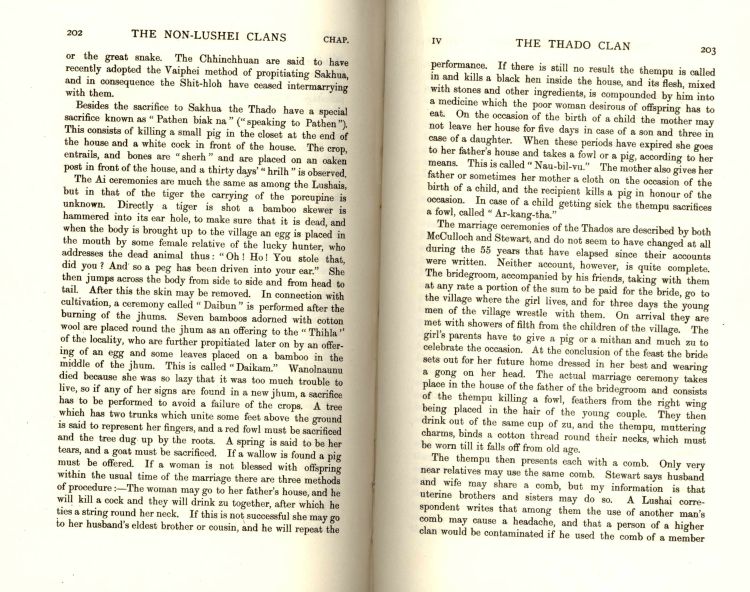 202 THE NON-LUSHEI CLANS CHAP.
or the great snake. The Chhinchhuan are said to have
recently adopted the Vaiphei method of propitiating Sakhua,
and in consequence the Shit-hloh have ceased intermarrying
with them.
Besides the sacrifice to Sakhua the Thado have a special
sacrifice known as "Pathen biak na" ("speaking to Pathen").
This consists of killing a small pig in the closet at the end of
the house and a white cock in front of the house. The crop,
entrails, and bones are "sherh" and are placed on an oaken
post in front of the house, and a thirty days' "hrilh" is observed.
The Ai ceremonies are much the same as among the Lushais,
but in that of the tiger the carrying of the porcupine is
unknown. Directly a tiger is shot a bamboo skewer is
hammered into its ear hole, to make sure that it is dead, and
when the body is brought up to the village an egg is placed in
the mouth by some female relative of the lucky hunter, who
addresses the dead animal thus: "Oh! Ho! You stole that,
did you? And so a peg has been driven into your ear." She
then jumps across the body from side to side and from head to
tail. After this the skin may be removed. In connection with
cultivation, a ceremony called "Daibun" is performed after the
burning of the jhums. Seven bamboos adorned with cotton
wool are placed round the jhum as an offering to the "Thihla"
of the locality, who are further propitiated later on by an offer-
ing of an egg and some leaves placed on a bamboo in the
middle of the jhum. This is called "Daikam." Wanolnaunu
died because she was so lazy that it was too much trouble to
live, so if any of her signs are found in a new jhum, a sacrifice
has to be performed to avoid a failure of the crops. A tree
which has two trunks which unite some feet above the ground
is said to represent her fingers, and a red fowl must be sacrificed
and the tree dug up by the roots. A spring is said to be her
tears, and a goat must be sacrificed. If a wallow is found a pig
must be offered. If a woman is not blessed with offspring
within the usual time of the marriage there are three methods
of procedure:—The woman may go to her father's house, and he
will kill a cock and they will drink zu together, after which he
ties a string round her neck. If this is not successful she may go
to her husband's eldest brother or cousin, and he will repeat the
IV THE THADO CLAN 203
performance. If there is still no result the thempu is called
in and kills a black hen inside the house, and its flesh, mixed
with stones and other ingredients, is compounded by him into
a medicine which the poor woman desirous of offspring has to
eat. On the occasion of the birth of a child the mother may
not leave her house for five days in case of a son and three in
case of a daughter. When these periods have expired she goes
to her father's house and takes a fowl or a pig, according to her
means. This is called "Nau-bil-vu." The mother also gives her
father or sometimes her mother a cloth on the occasion of the
birth of a child, and the recipient kills a pig in honour of the
occasion. In case of a child getting sick the thempu sacrifices
a fowl, called "Ar-kang-tha."
The marriage ceremonies of the Thados are described by both
McCulloch and Stewart, and do not seem to have changed at all
during the 55 years that have elapsed since their accounts
were written. Neither account, however, is quite complete.
The bridegroom, accompanied by his friends, taking with them
at any rate a portion of the sum to be paid for the bride, go to
the village where the girl lives, and for three days the young
men of the village wrestle with them. On arrival they are
met with showers of filth from the children of the village. The
girl's parents have to give a pig or a mithan and much zu to
celebrate the occasion. At the conclusion of the feast the bride
sets out for her future home dressed in her best and wearing
a gong on her head. The actual marriage ceremony takes
place in the house of the father of the bridegroom and consists
of the thempu killing a fowl, feathers from the right wing
being placed in the hair of the young couple. They then
drink out of the same cup of zu, and the thempu, muttering
charms, binds a cotton thread round their necks, which must
be worn till it falls off from old age.
The thempu then presents each with a comb. Only very
near relatives may use the same comb. Stewart says husband
and wife may share a comb, but my information is that
uterine brothers and sisters may do so. A Lushai corre-
spondent writes that among them the use of another man's
comb may cause a headache, and that a person of a higher
clan would be contaminated if he used the comb of a member